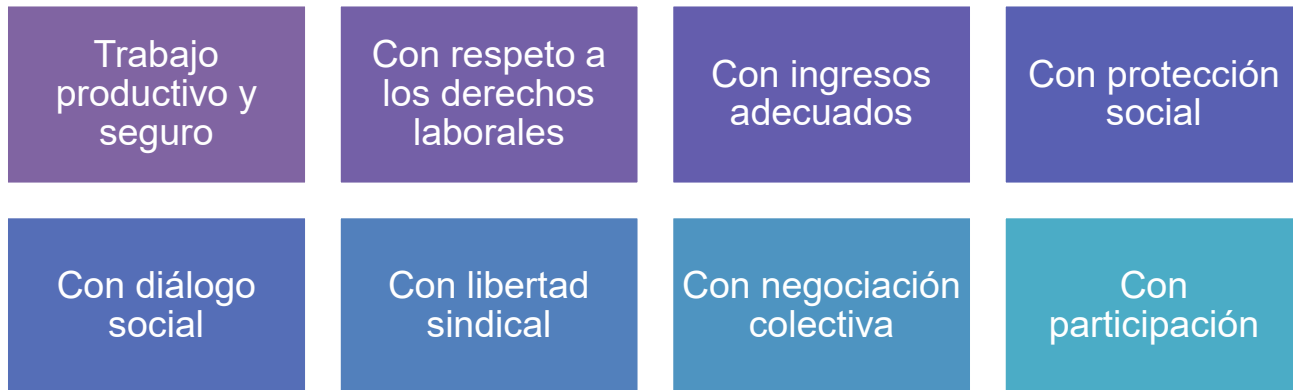 Trabajo
productivo y
seguro
Con respeto a
los derechos
laborales
Con ingresos
adecuados
Con protección
social
Con diálogo
social
Con libertad
sindical
Con negociación
colectiva
Con
participación